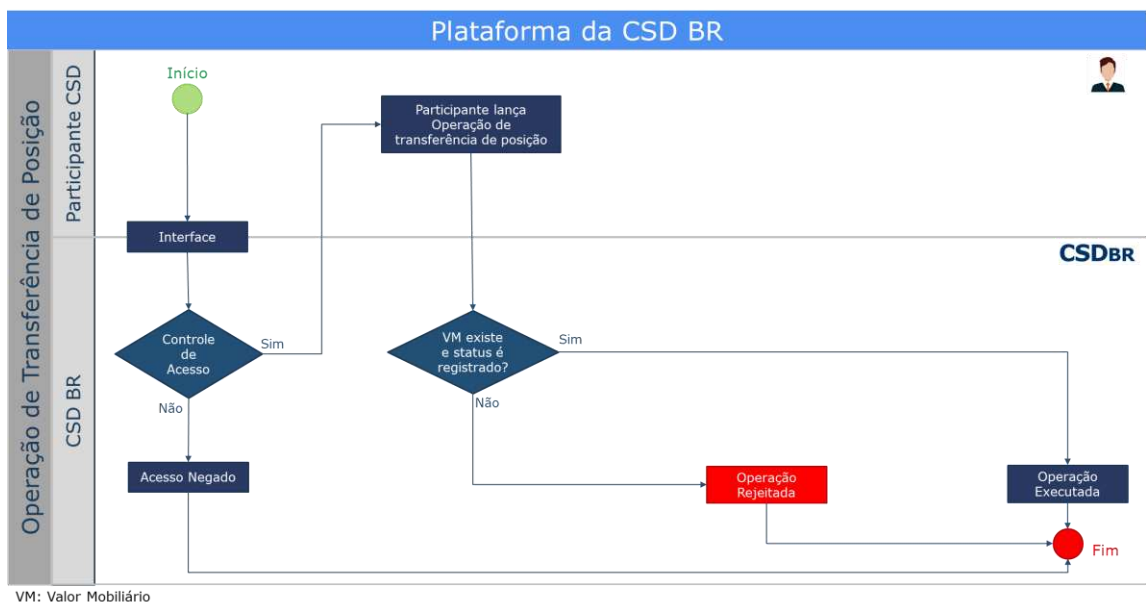 Plataforma da CSD BR
Operação de Transferência de Posição
Participante CSD
Início
Participante lança
Operação de
transferência de posição
Interface
CSD BR
CSDBR
Controle
de
Acesso
Sim
Não
VM existe
e status é
registrado?
Sim
Não
Acesso Negado
Operação
Rejeitada
Operação
Executada
Fim
VM: Valor Mobiliário